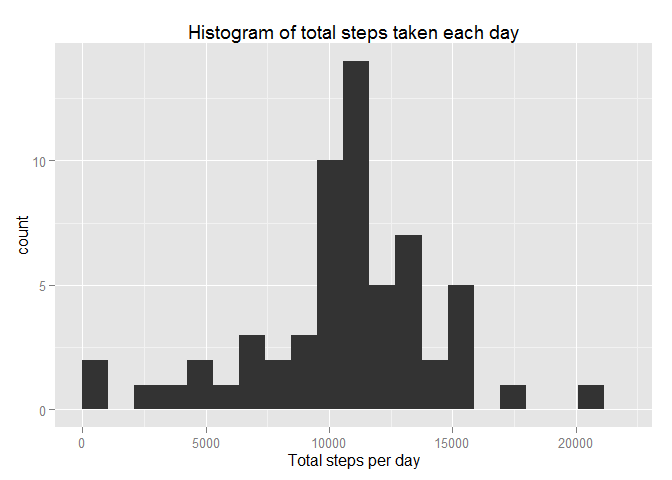 Histogram of total steps taken each day
count
10
5
0
0 5000 10000 15000 20000
Total steps per day